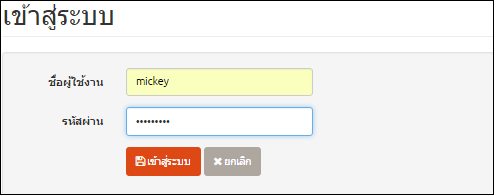 เข้าสู่ระบบ
ชื่อผู้ใช้งาน mickey
รหัสผ่าน •••••••••
เข้าสู่ระบบ ยกเลิก